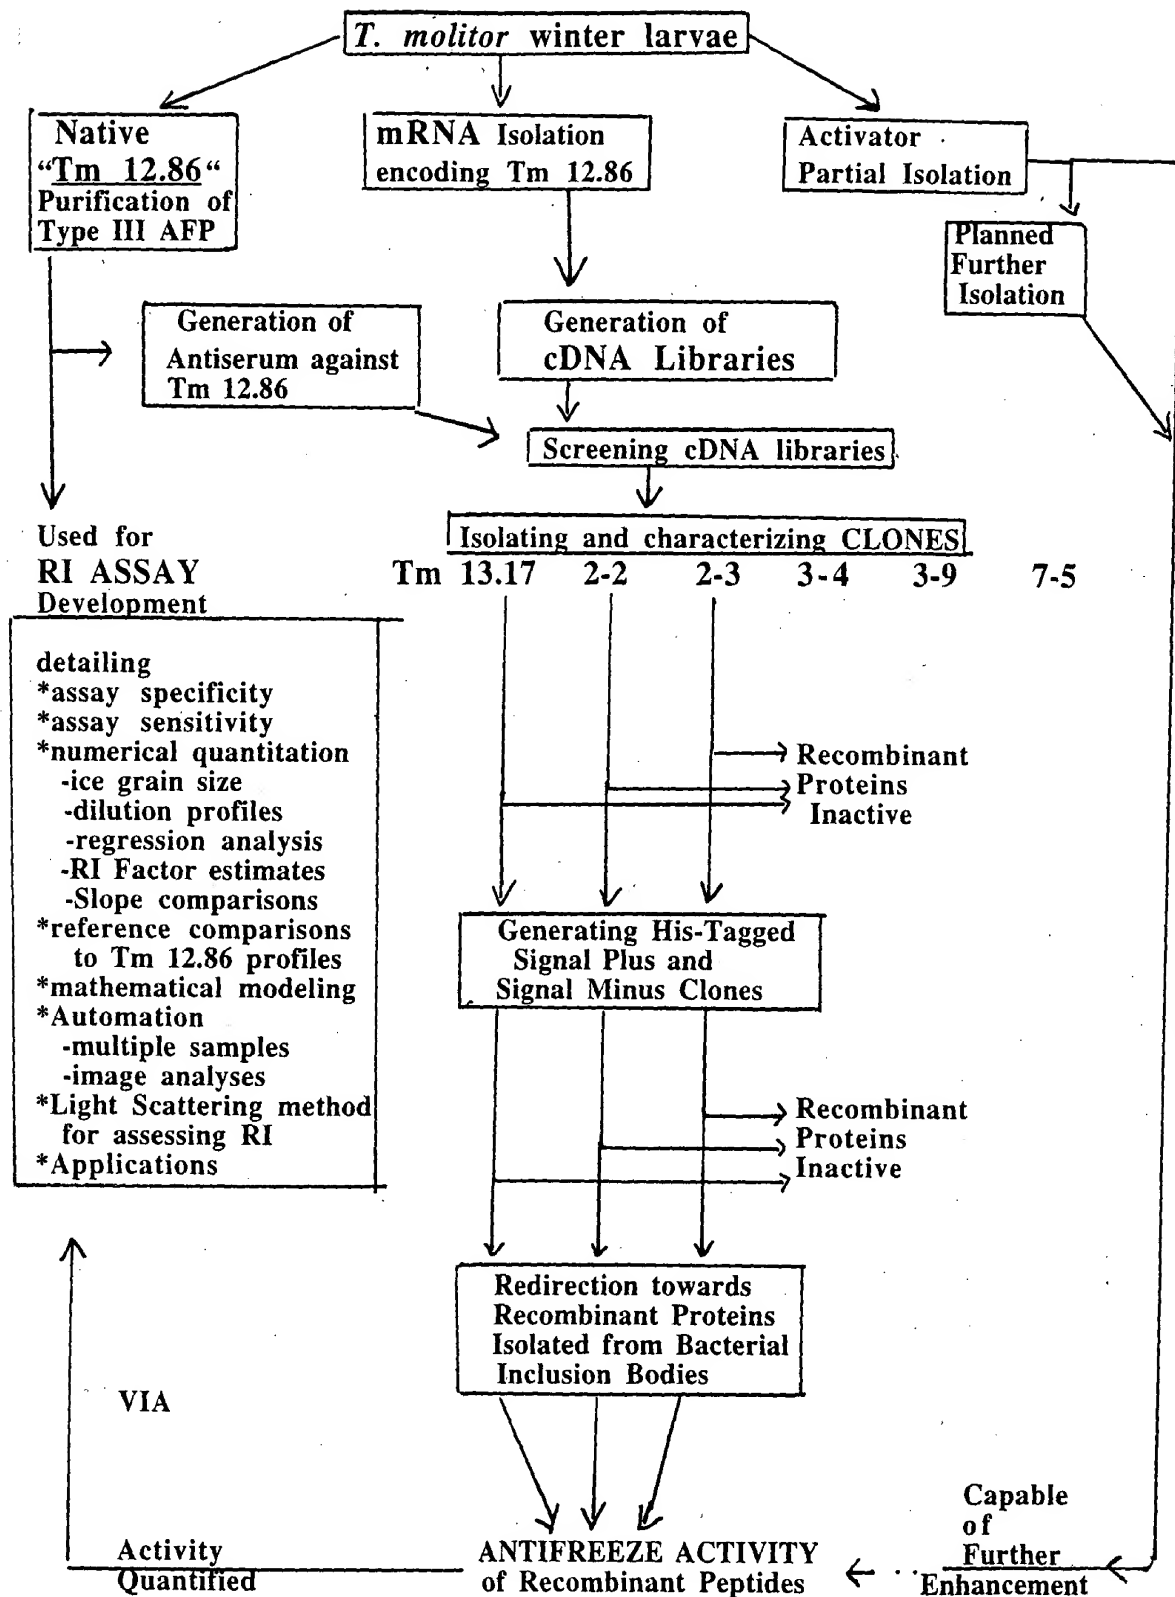 T. molitor winter larvae
Native
“Tm 12.86“
Purification of
Type III AFP
mRNA Isolation
encoding Tm 12.86
Activator
Partial Isolation
Planned
Further
Isolation
Generation of
Antiserum against
Tm 12.86
Generation of
cDNA Libraries
Screening cDNA libraries
Used for
RI ASSAY
Development
Isolating and characterizing CLONES
Tm 13.17 2-2 2-3 3-4 3-9 7-5
detailing
*assay specificity
*assay sensitivity
*numerical quantitation
-ice grain size
-dilution profiles
-regression analysis
-RI Factor estimates
-Slope comparisons
*reference comparisons
to Tm 12.86 profiles
*mathematical modeling
*Automation
-multiple samples
-image analyses
*Light Scattering method
for assessing RI
*Applications
Recombinant
Proteins
Inactive
Generating His-Tagged
Signal Plus and
Signal Minus Clones
Recombinant
Proteins
Inactive
Redirection towards
Recombinant Proteins
Isolated from Bacterial
Inclusion Bodies
VIA
Activity
Quantified
ANTIFREEZE ACTIVITY
of Recombinant Peptides
Capable
of
Further
Enhancement